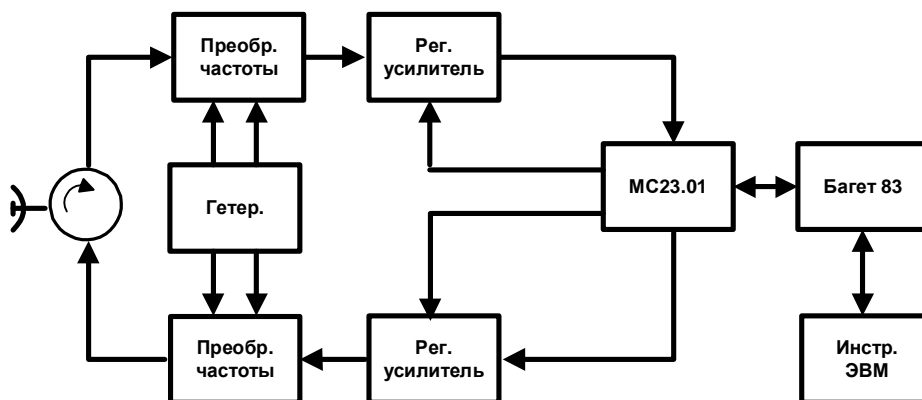 Преобр.
частоты
Рег.
усилитель
Гетер.
МС23.01
Багет 83
Преобр.
частоты
Рег.
усилитель
Инстр.
ЭВМ